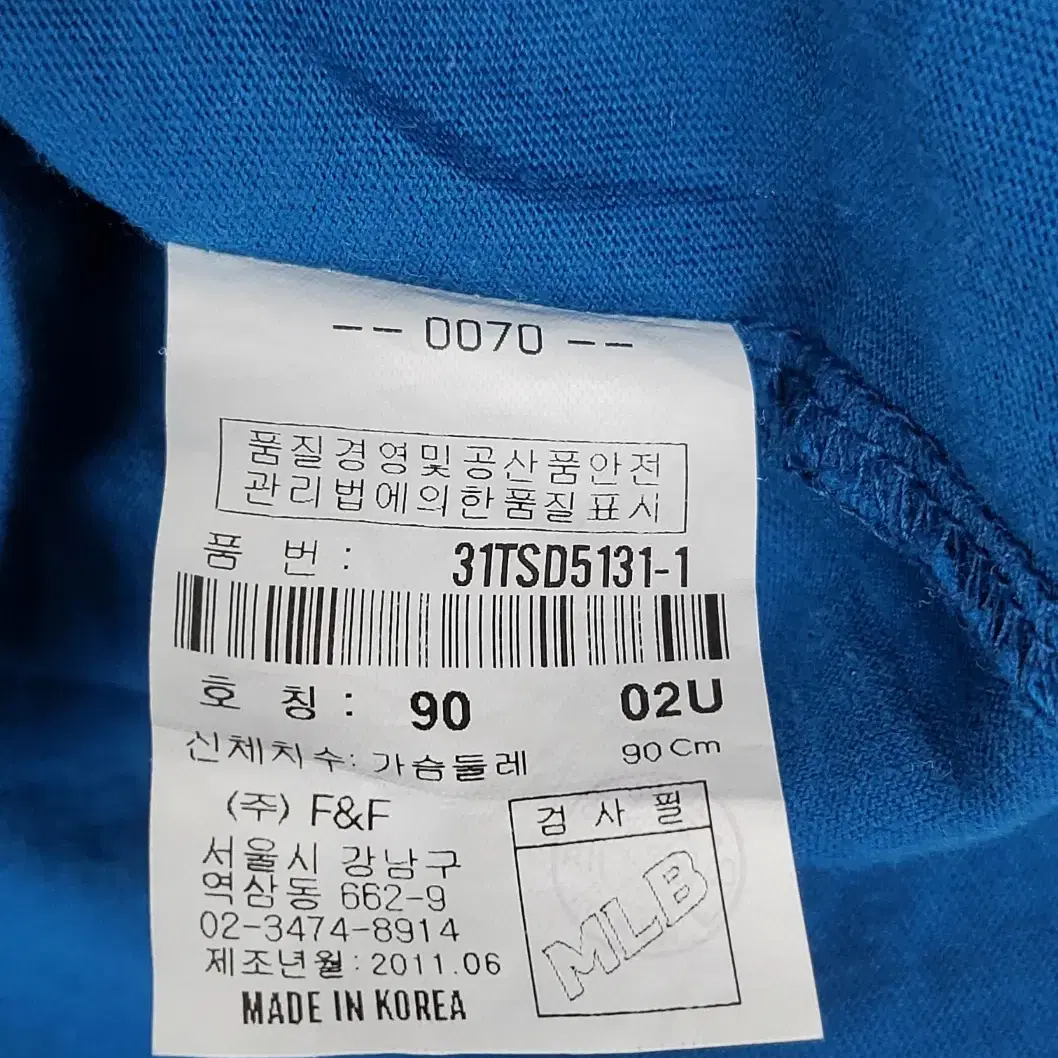 -- 0070 --
품질경영및공산품안전
관리법에의한품질표시
품 번 : 31TSD5131-1
호 칭 : 90 02U
신체치수: 가슴둘레 90Cm
(주) F&F
서울시 강남구
역삼동 662-9
02-3474-8914
제조년월:2011.06
MADE IN KOREA
검 사 필
MLB